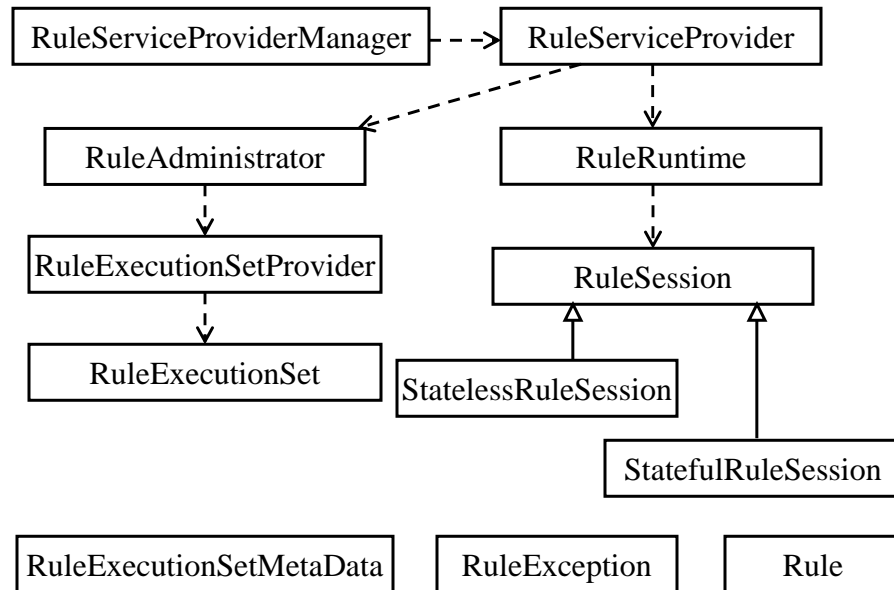 RuleServiceProviderManager
RuleServiceProvider
RuleAdministrator
RuleRuntime
RuleExecutionSetProvider
RuleSession
RuleExecutionSet
StatelessRuleSession
StatefulRuleSession
RuleExecutionSetMetaData
RuleException
Rule